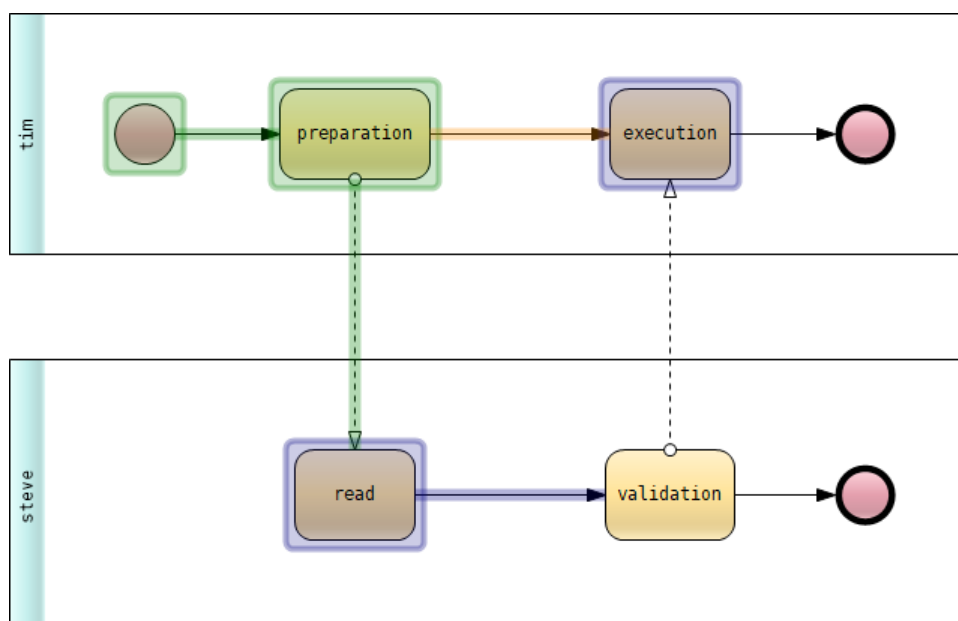 tim
preparation
execution
steve
read
validation